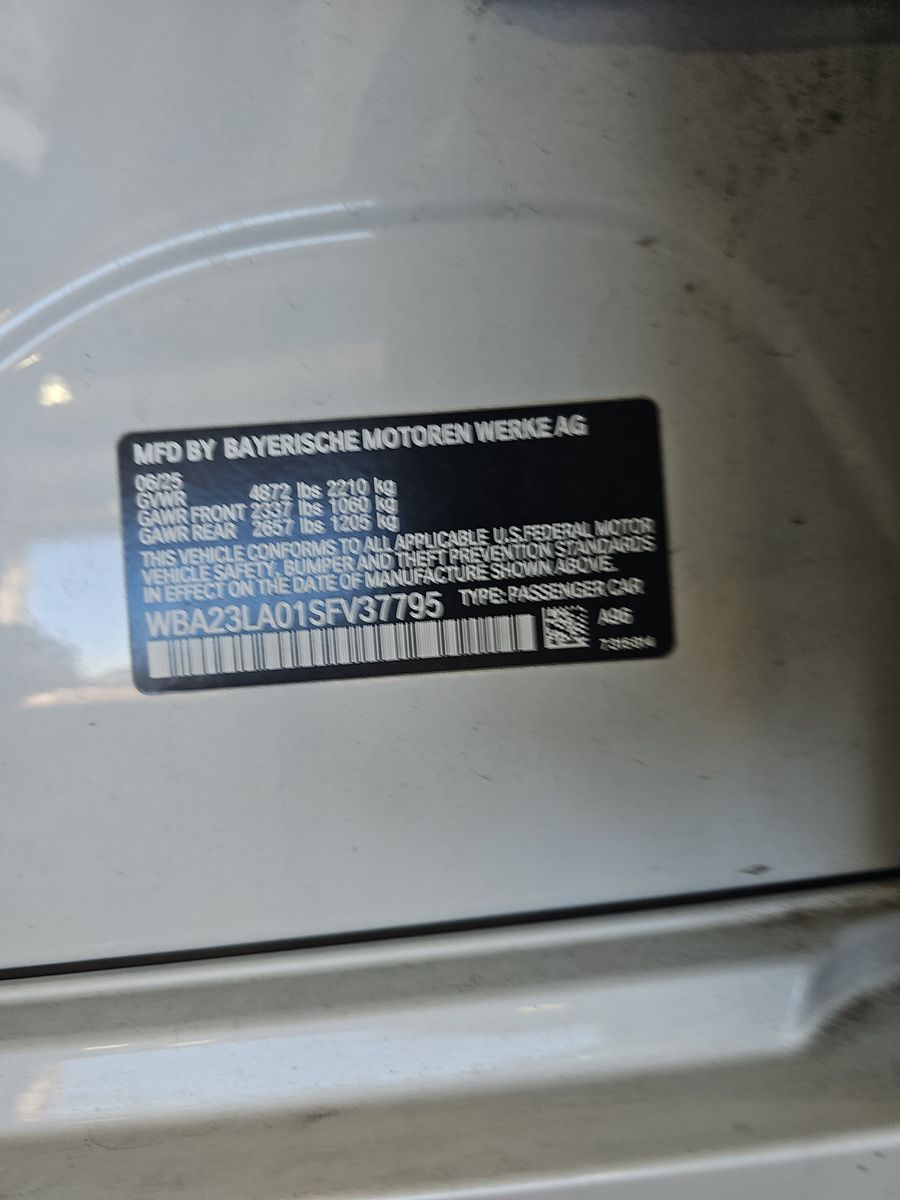 MFD BY BAYERISCHE MOTOREN WERKE AG
06/25
GVWR 4872 lbs 2210 kg
GAWR FRONT 2337 lbs 1060 kg
GAWR REAR 2657 lbs 1205 kg
THIS VEHICLE CONFORMS TO ALL APPLICABLE U.S.FEDERAL MOTOR
VEHICLE SAFETY, BUMPER AND THEFT PREVENTION STANDARDS
IN EFFECT ON THE DATE OF MANUFACTURE SHOWN ABOVE.
WBA23LA01SFV37795 TYPE: PASSENGER CAR
A96